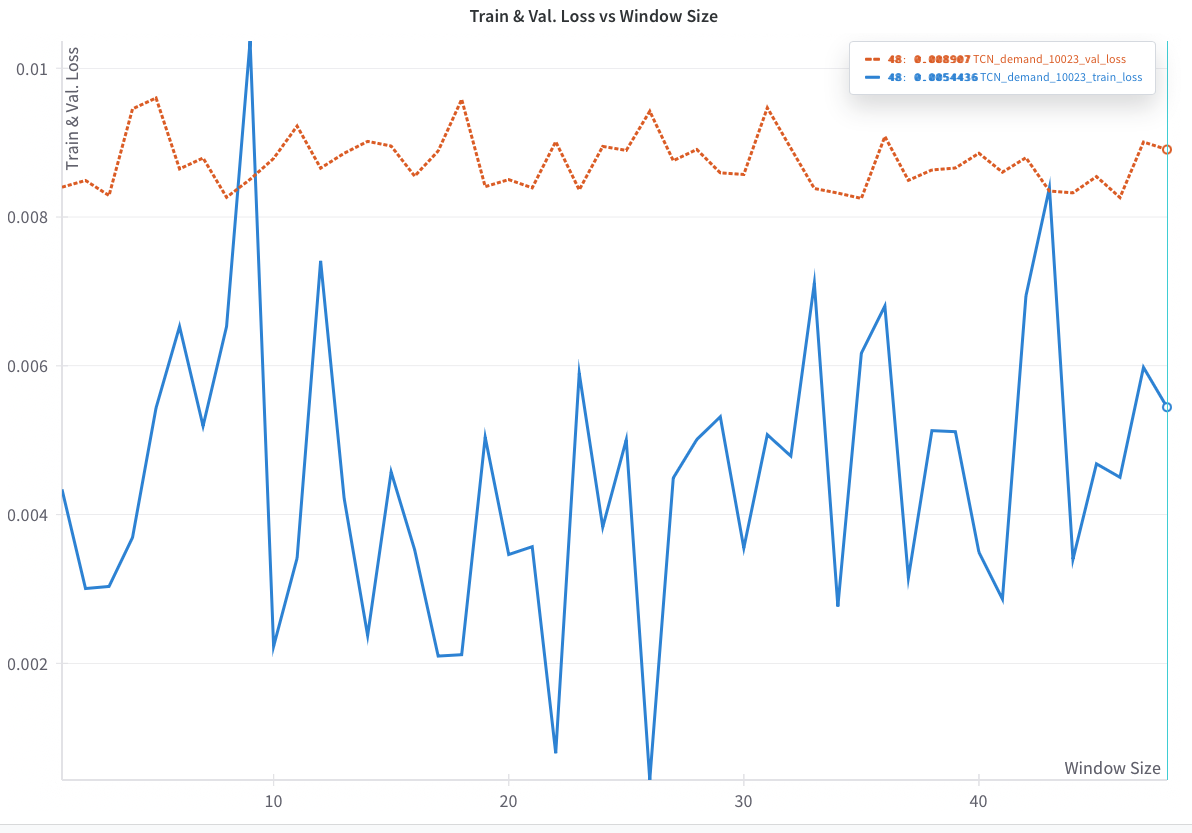 Train & Val. Loss vs Window Size
Train & Val. Loss
48: 0.008907 TCN_demand_10023_val_loss
48: 0.0054436 TCN_demand_10023_train_loss
0.01
0.008
0.006
0.004
0.002
Window Size
10 20 30 40